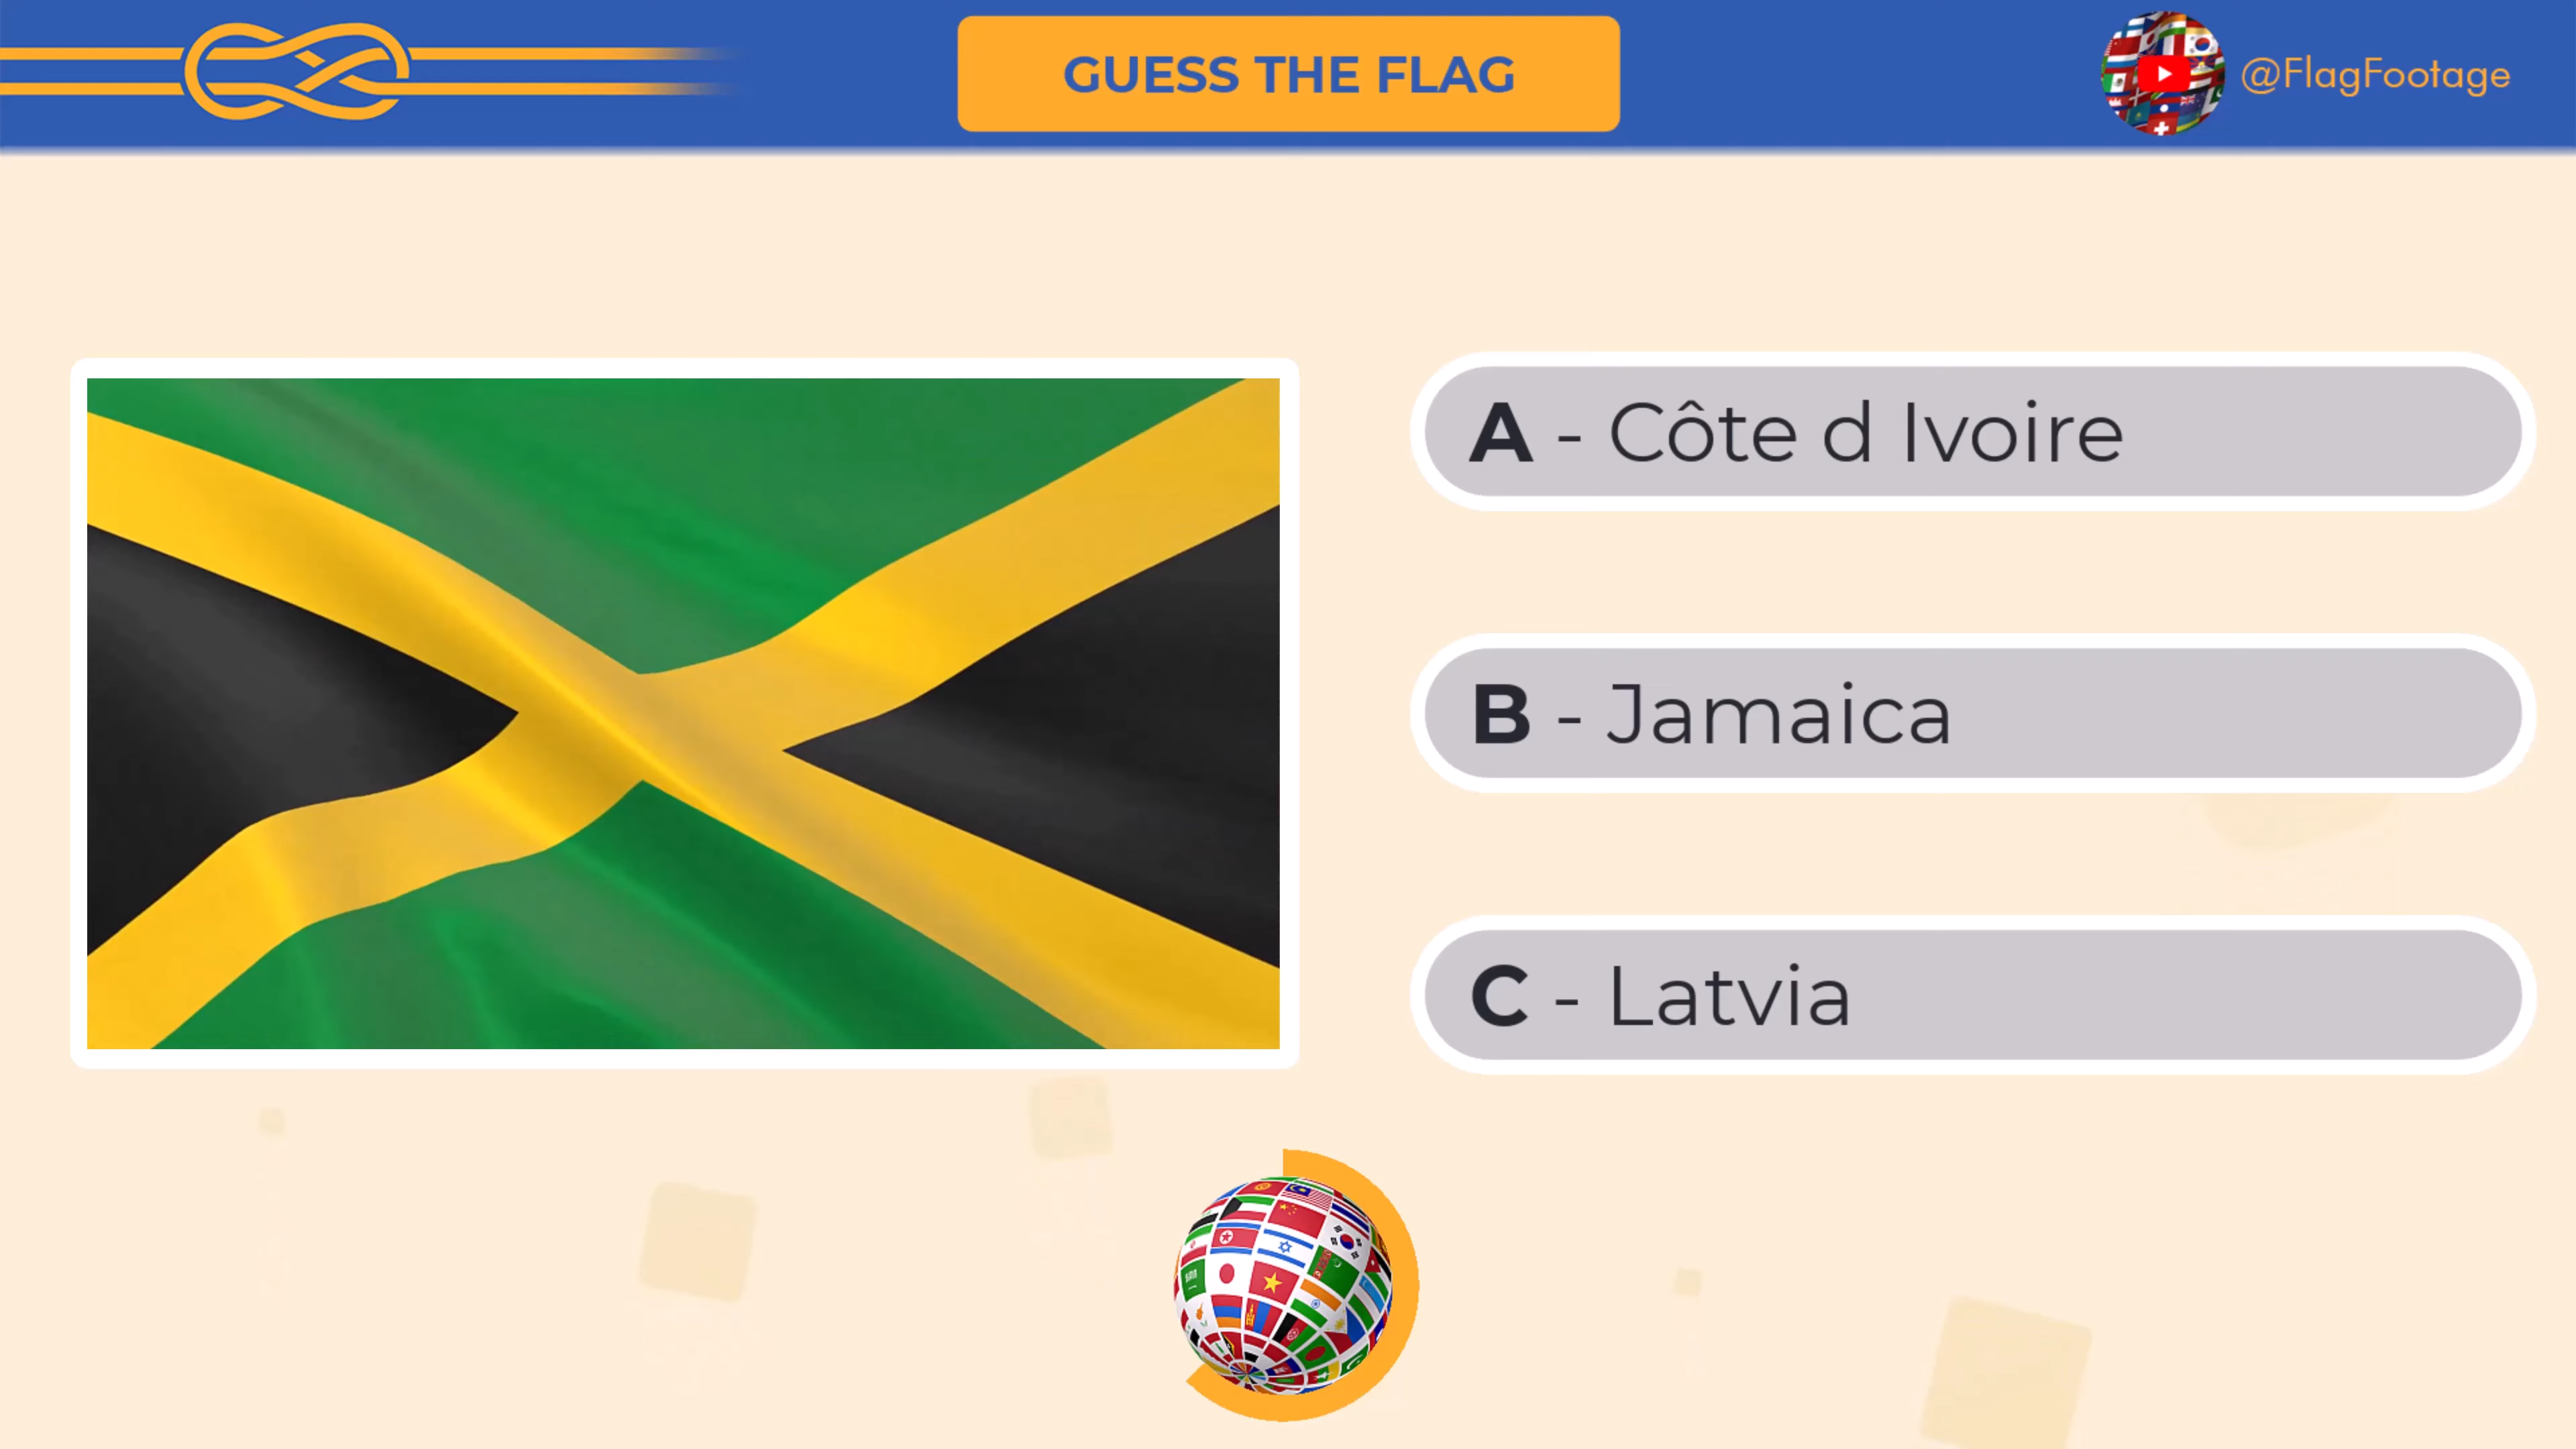 GUESS THE FLAG
@FlagFootage
A - Côte d Ivoire
B - Jamaica
C - Latvia